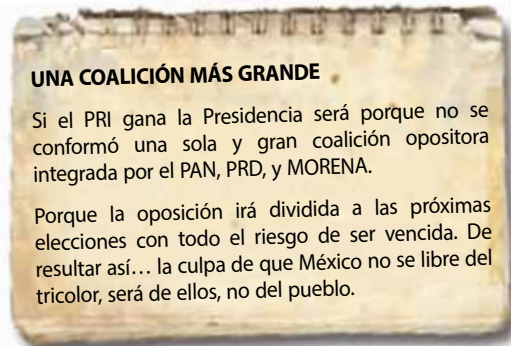 UNA COALICIÓN MÁS GRANDE
Si el PRI gana la Presidencia será porque no se
conformó una sola y gran coalición opositora
integrada por el PAN, PRD, y MORENA.
Porque la oposición irá dividida a las próximas
elecciones con todo el riesgo de ser vencida. De
resultar así... la culpa de que México no se libre del
tricolor, será de ellos, no del pueblo.